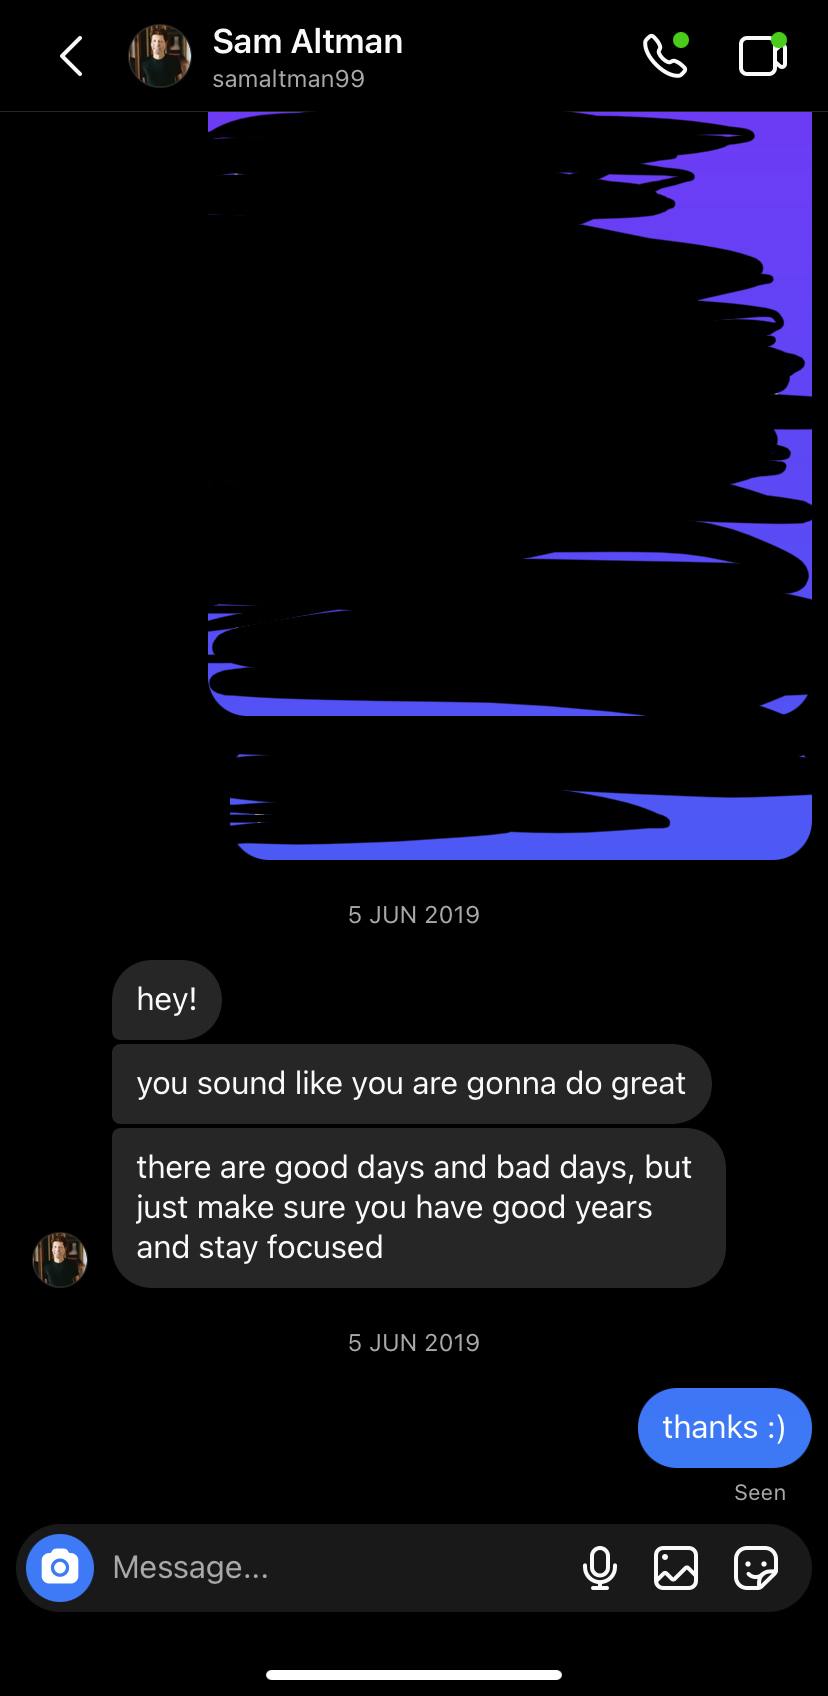 Sam Altman
samaltman99
5 JUN 2019
hey!
you sound like you are gonna do great
there are good days and bad days, but
just make sure you have good years
and stay focused
5 JUN 2019
thanks :)
Seen
Message...